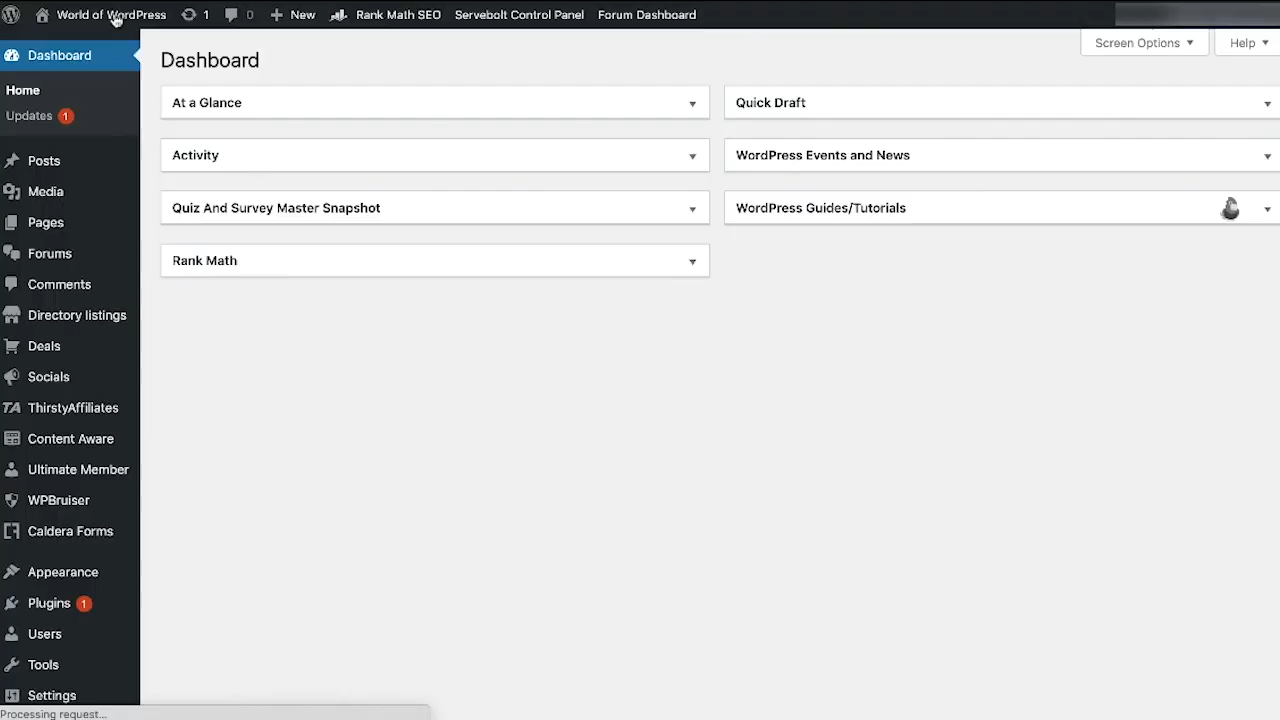 World of WordPress 1 0 New Rank Math SEO Servebolt Control Panel Forum Dashboard
Screen Options Help
Dashboard
Home
Updates 1
Posts
Media
Pages
Forums
Comments
Directory listings
Deals
Socials
TA ThirstyAffiliates
Content Aware
Ultimate Member
WPBruiser
Caldera Forms
Appearance
Plugins 1
Users
Tools
Settings
Processing request...
Dashboard
At a Glance
Activity
Quiz And Survey Master Snapshot
Rank Math
Quick Draft
WordPress Events and News
WordPress Guides/Tutorials